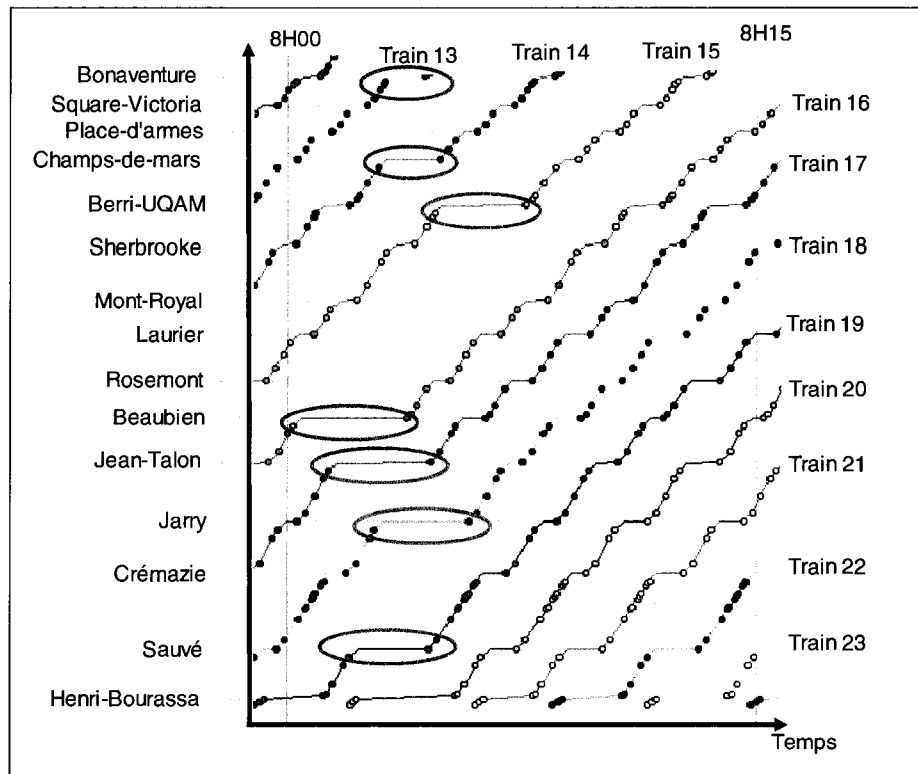 8H00
8H15
Train 13
Train 14
Train 15
Bonaventure
Square-Victoria
Train 16
Place-d'armes
Champs-de-mars
Train 17
Berri-UQAM
Sherbrooke
Train 18
Mont-Royal
Laurier
Train 19
Rosemont
Train 20
Beaubien
Jean-Talon
Train 21
Jarry
Crémazie
Train 22
Sauvé
Train 23
Henri-Bourassa
Temps